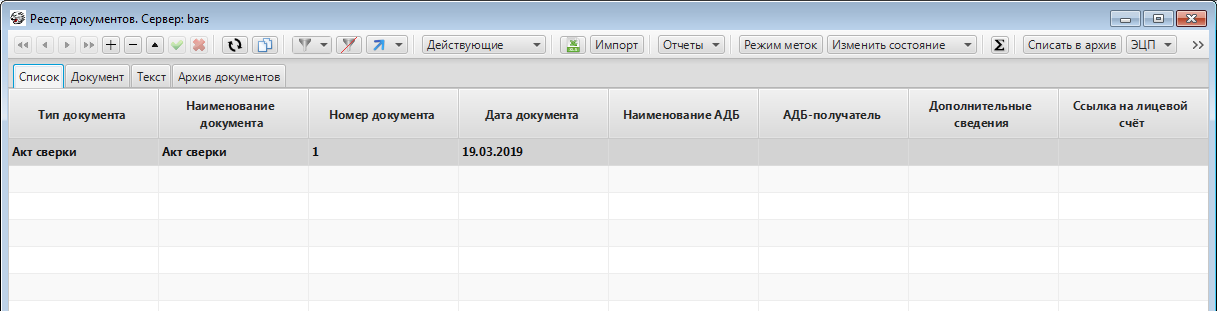 Реестр документов. Сервер: bars
Действующие Импорт Отчеты Режим меток Изменить состояние Σ Списать в архив ЭЦП
Список Документ Текст Архив документов
Тип документа
Наименование
документа
Номер документа
Дата документа
Наименование АДБ
АДБ-получатель
Дополнительные
сведения
Ссылка на лицевой
счёт
Акт сверки Акт сверки 1 19.03.2019